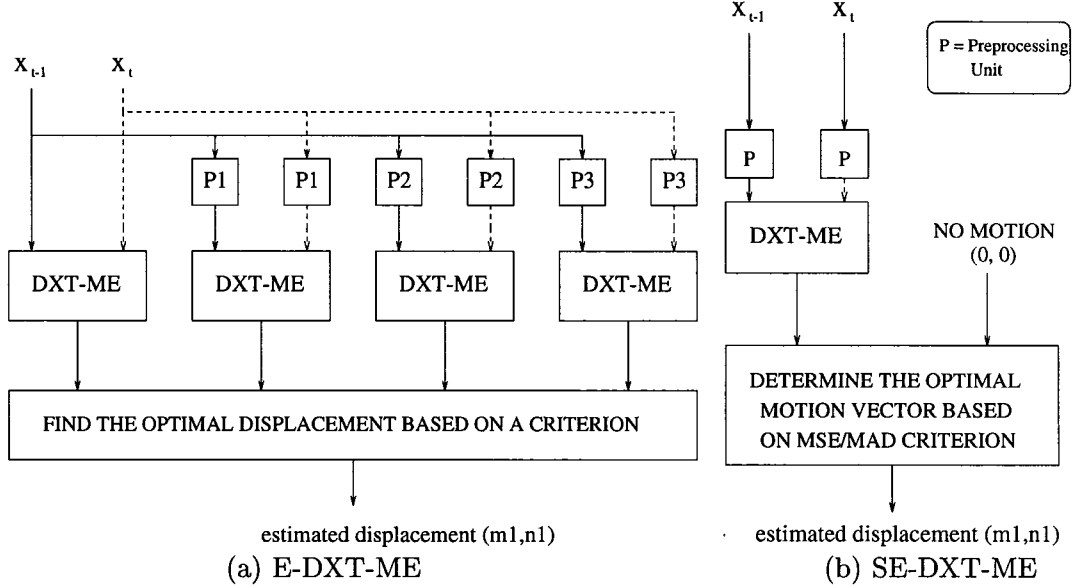 X t-1
X t
P1
P1
P2
P2
P3
P3
DXT-ME
DXT-ME
DXT-ME
DXT-ME
FIND THE OPTIMAL DISPLACEMENT BASED ON A CRITERION
estimated displacement (m1,n1)
(a) E-DXT-ME
X t-1
X t
P = Preprocessing
Unit
P
P
DXT-ME
NO MOTION
(0, 0)
DETERMINE THE OPTIMAL
MOTION VECTOR BASED
ON MSE/MAD CRITERION
estimated displacement (m1,n1)
(b) SE-DXT-ME